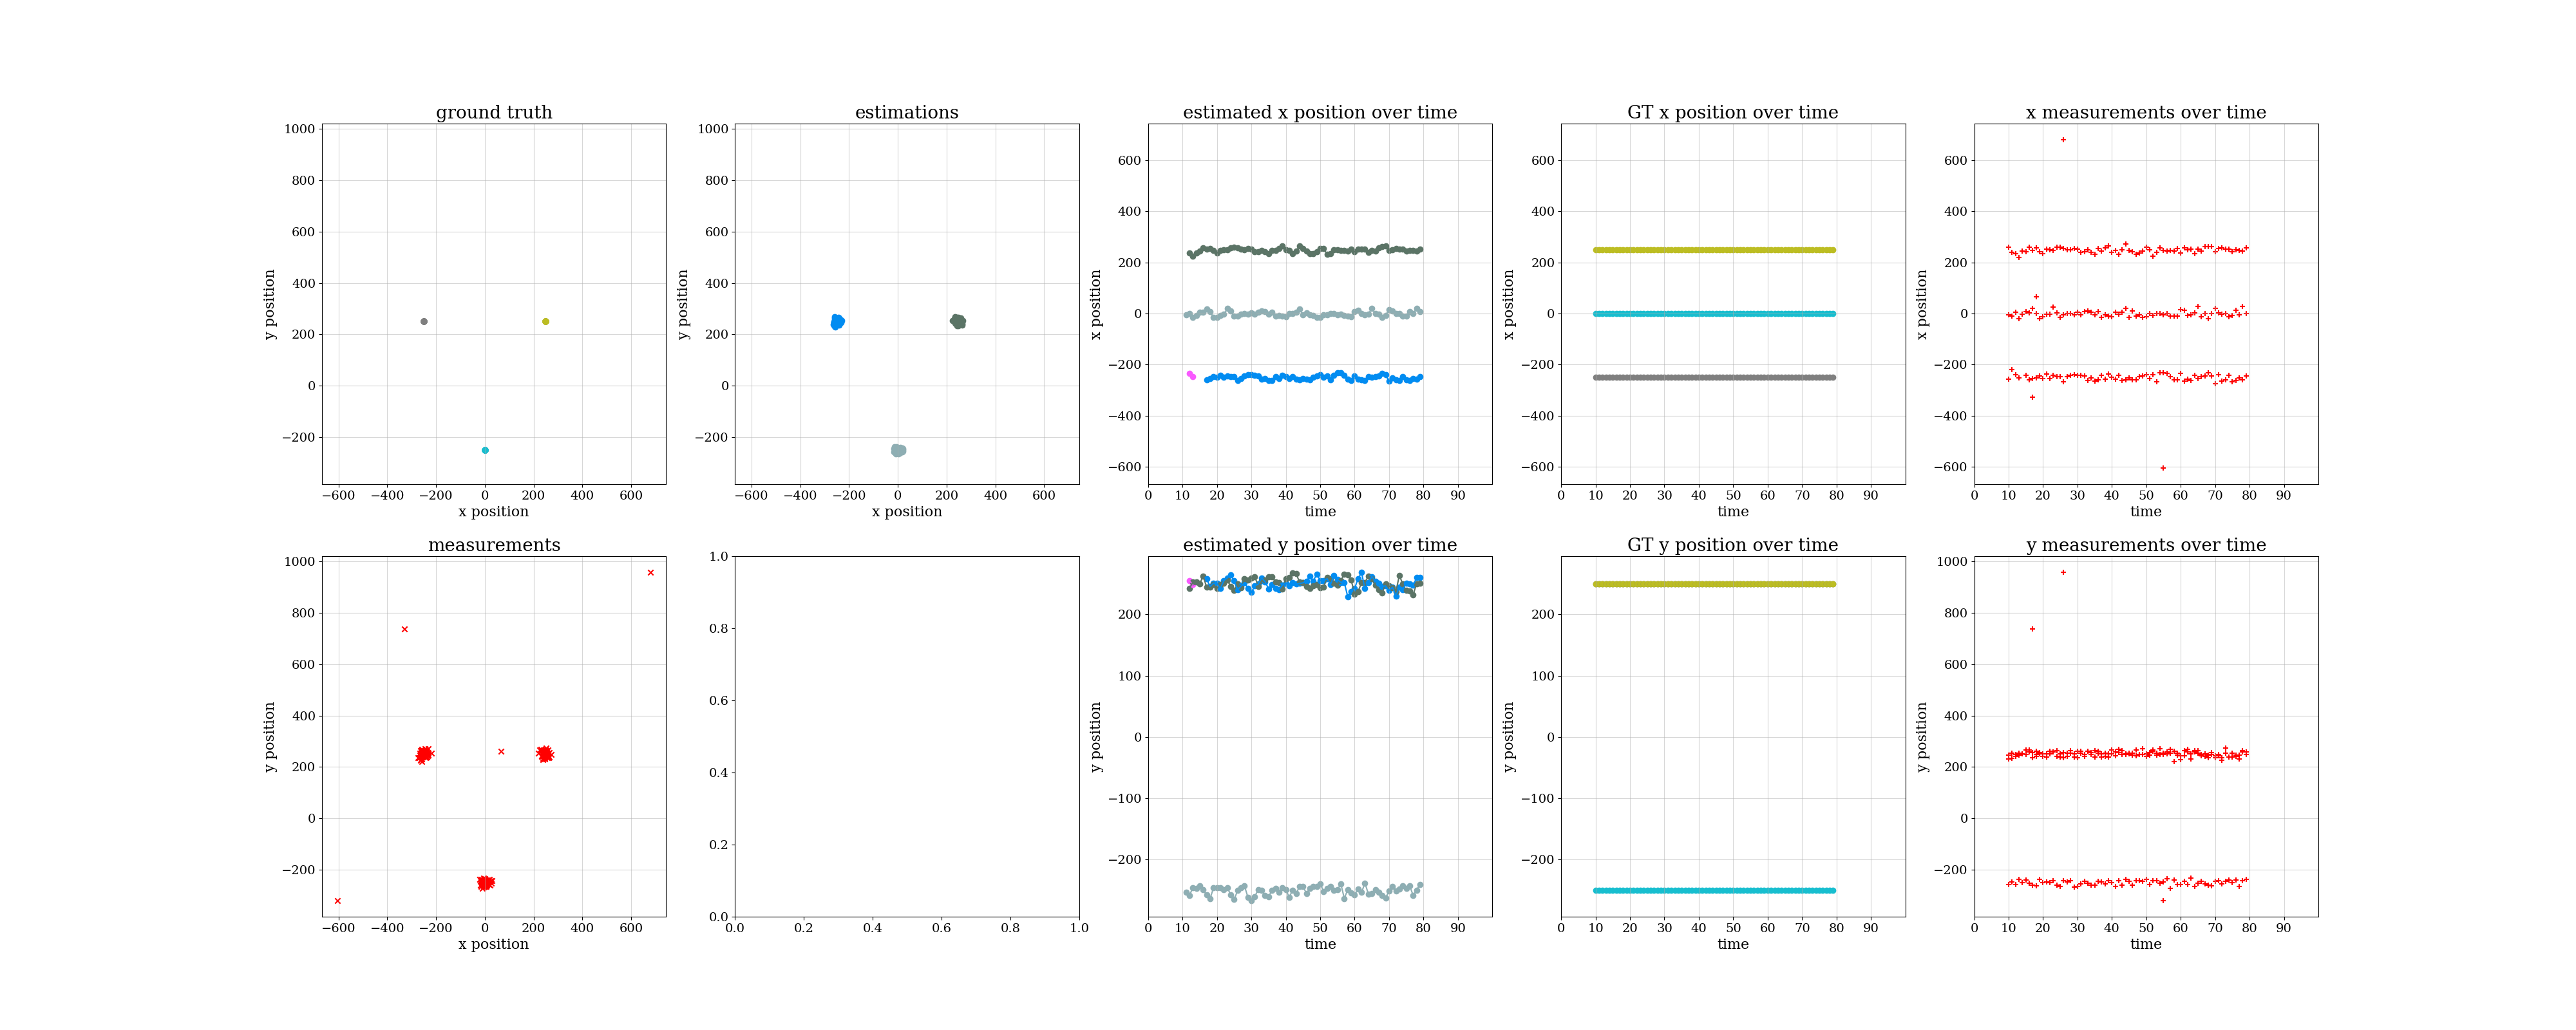 ground truth
estimations
estimated x position over time
GT x position over time
x measurements over time
1000
800
600
400
200
0
−200
y position
−600 −400 −200 0 200 400 600
x position
1000
800
600
400
200
0
−200
y position
−600 −400 −200 0 200 400 600
x position
600
400
200
0
−200
−400
−600
x position
0 10 20 30 40 50 60 70 80 90
time
600
400
200
0
−200
−400
−600
x position
0 10 20 30 40 50 60 70 80 90
time
600
400
200
0
−200
−400
−600
x position
0 10 20 30 40 50 60 70 80 90
time
measurements
estimated y position over time
GT y position over time
y measurements over time
1000
800
600
400
200
0
−200
y position
−600 −400 −200 0 200 400 600
x position
1.0
0.8
0.6
0.4
0.2
0.0
0.0 0.2 0.4 0.6 0.8 1.0
200
100
0
−100
−200
y position
0 10 20 30 40 50 60 70 80 90
time
200
100
0
−100
−200
y position
0 10 20 30 40 50 60 70 80 90
time
1000
800
600
400
200
0
−200
y position
0 10 20 30 40 50 60 70 80 90
time